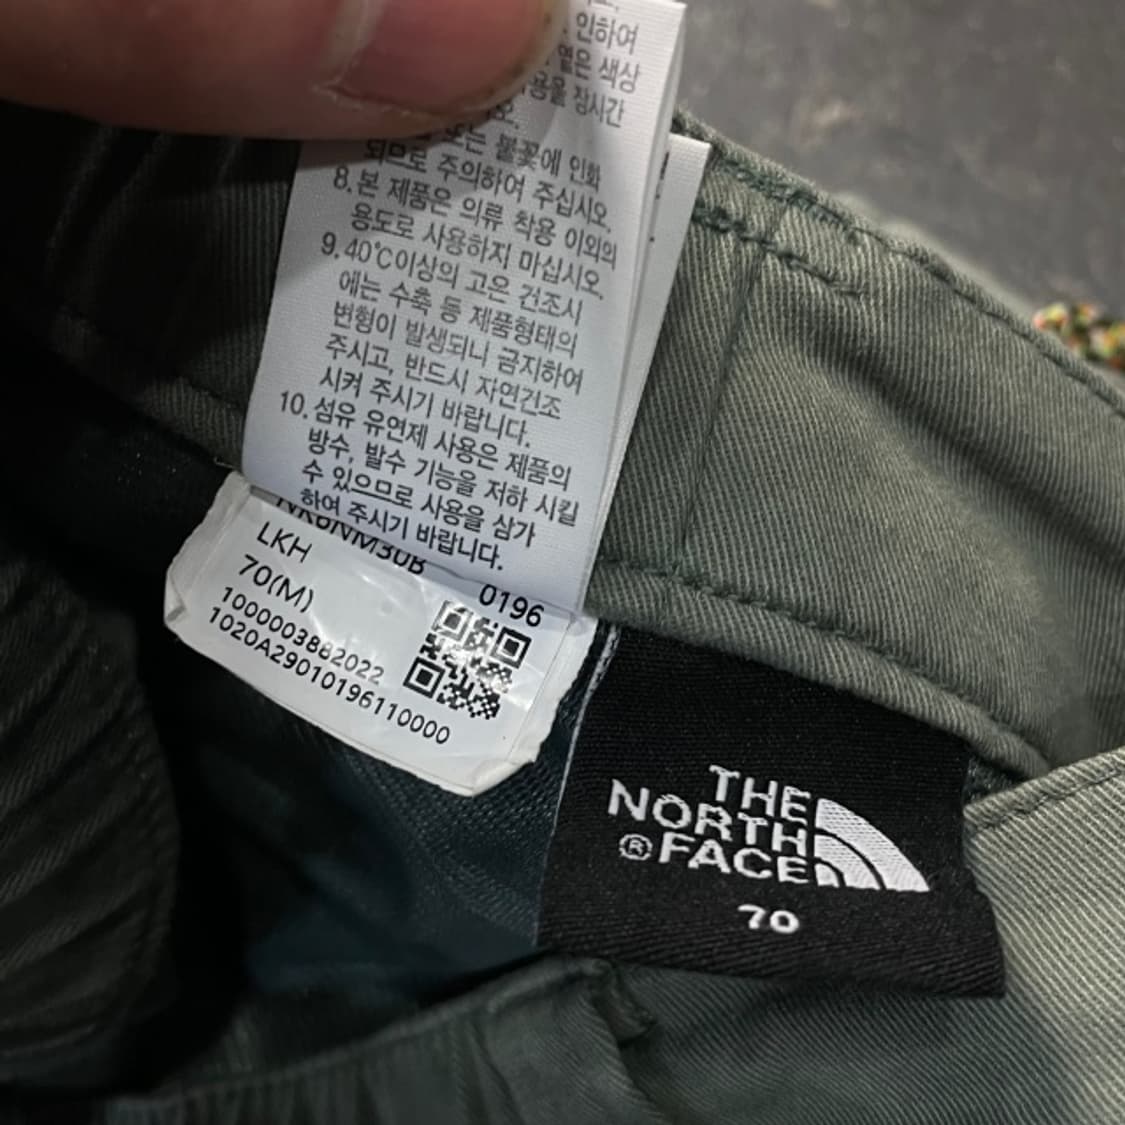 인하여
옅은 색상
사용을 장시간
또는 불꽃에 인화
되므로 주의하여 주십시오.
8. 본 제품은 의류 착용 이외의
용도로 사용하지 마십시오.
9. 40℃이상의 고온 건조시
에는 수축 등 제품형태의
변형이 발생되니 금지하여
주시고, 반드시 자연건조
시켜 주시기 바랍니다.
10. 섬유 유연제 사용은 제품의
방수, 발수 기능을 저하 시킬
수 있으므로 사용을 삼가
하여 주시기 바랍니다.
LKH
70(M)
0196
1000003882022
1020A29010196110000
THE
NORTH
® FACE
70